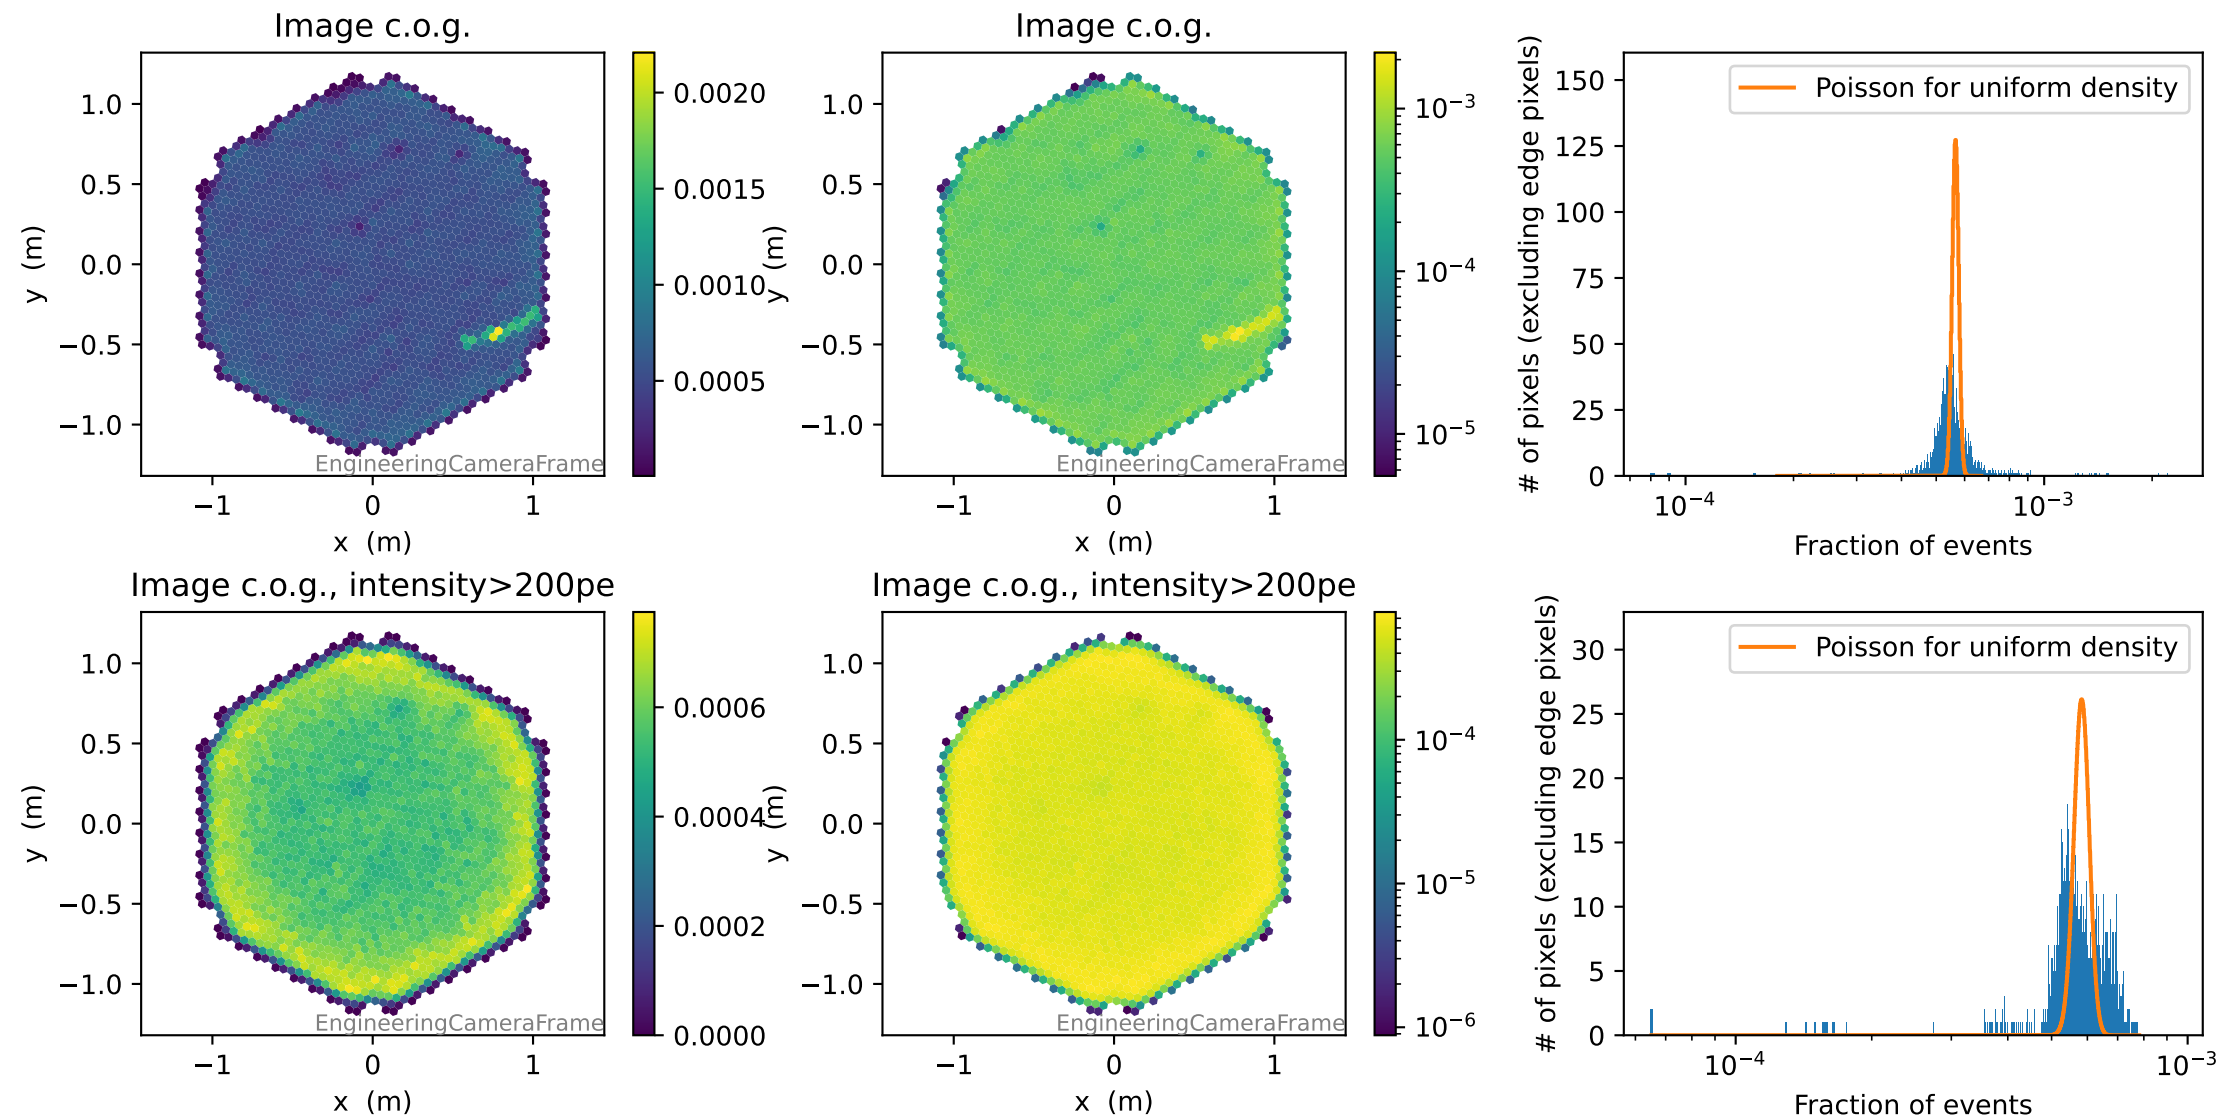 Image c.o.g.
1.0
0.5
0.0
−0.5
−1.0
y (m)
−1 0 1
x (m)
EngineeringCameraFrame
0.0020
0.0015
0.0010
0.0005
Image c.o.g.
1.0
0.5
0.0
−0.5
−1.0
y (m)
−1 0 1
x (m)
EngineeringCameraFrame
10⁻³
10⁻⁴
10⁻⁵
Poisson for uniform density
150
125
100
75
50
25
0
# of pixels (excluding edge pixels)
10⁻⁴ 10⁻³
Fraction of events
Image c.o.g., intensity>200pe
1.0
0.5
0.0
−0.5
−1.0
y (m)
−1 0 1
x (m)
EngineeringCameraFrame
0.0006
0.0004
0.0002
0.0000
Image c.o.g., intensity>200pe
1.0
0.5
0.0
−0.5
−1.0
y (m)
−1 0 1
x (m)
EngineeringCameraFrame
10⁻⁴
10⁻⁵
10⁻⁶
Poisson for uniform density
30
25
20
15
10
5
0
# of pixels (excluding edge pixels)
10⁻⁴ 10⁻³
Fraction of events